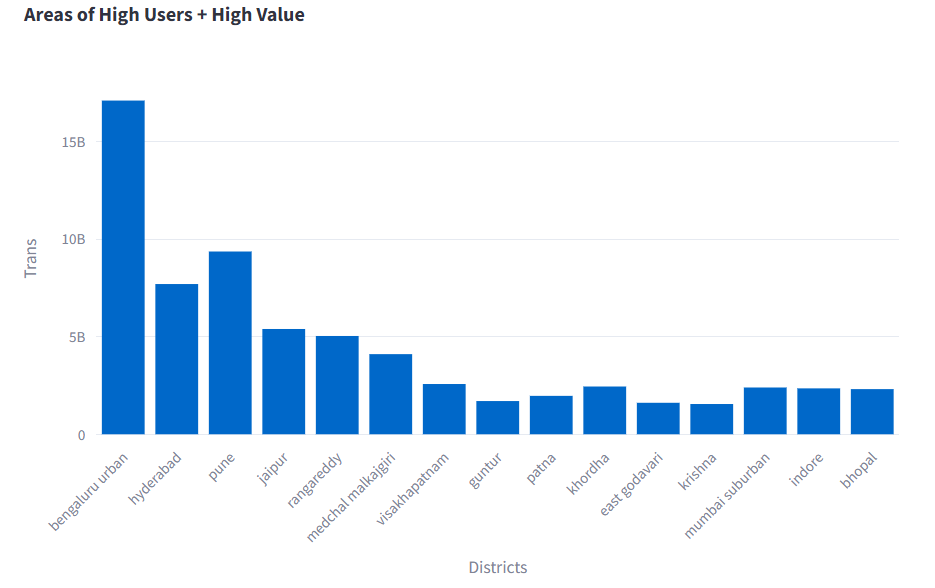 Areas of High Users + High Value
15B
10B
5B
0
Trans
bengaluru urban
hyderabad
pune
jaipur
rangareddy
medchal malkajgiri
visakhapatnam
guntur
patna
khordha
east godavari
krishna
mumbai suburban
indore
bhopal
Districts